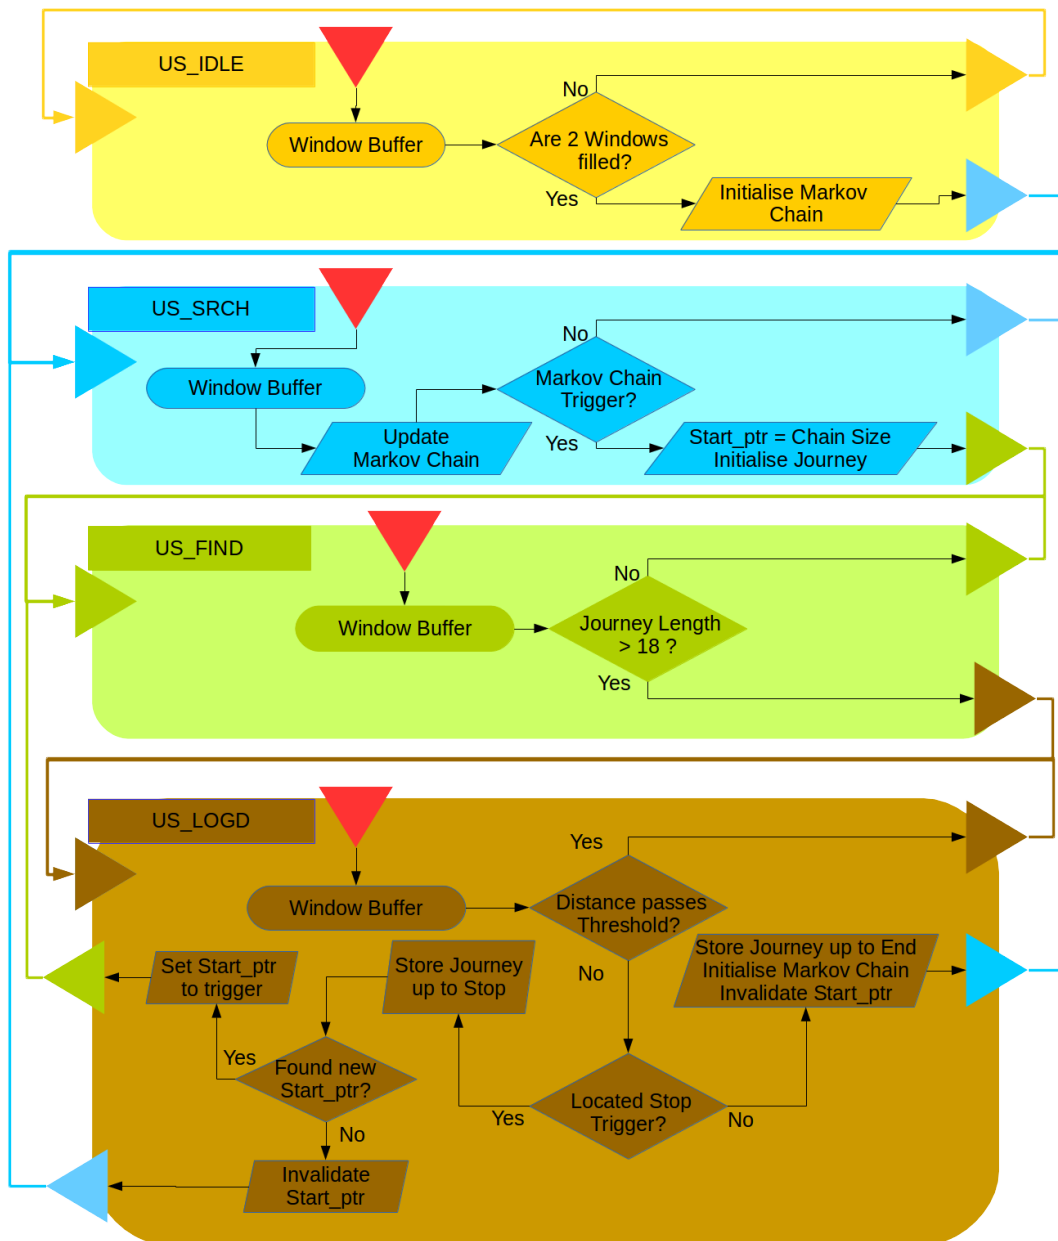 US_IDLE
No
Window Buffer
Are 2 Windows
filled?
Yes
Initialise Markov
Chain
US_SRCH
No
Window Buffer
Markov Chain
Trigger?
Update
Markov Chain
Yes
Start_ptr = Chain Size
Initialise Journey
US_FIND
No
Window Buffer
Journey Length
> 18 ?
Yes
US_LOGD
Yes
Window Buffer
Distance passes
Threshold?
Set Start_ptr
to trigger
Store Journey
up to Stop
No
Store Journey up to End
Initialise Markov Chain
Invalidate Start_ptr
Yes
Found new
Start_ptr?
Yes
Located Stop
Trigger?
No
No
Invalidate
Start_ptr